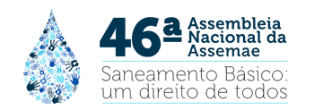 46ª Assembleia
Nacional da
Assemae
Saneamento Básico:
um direito de todos